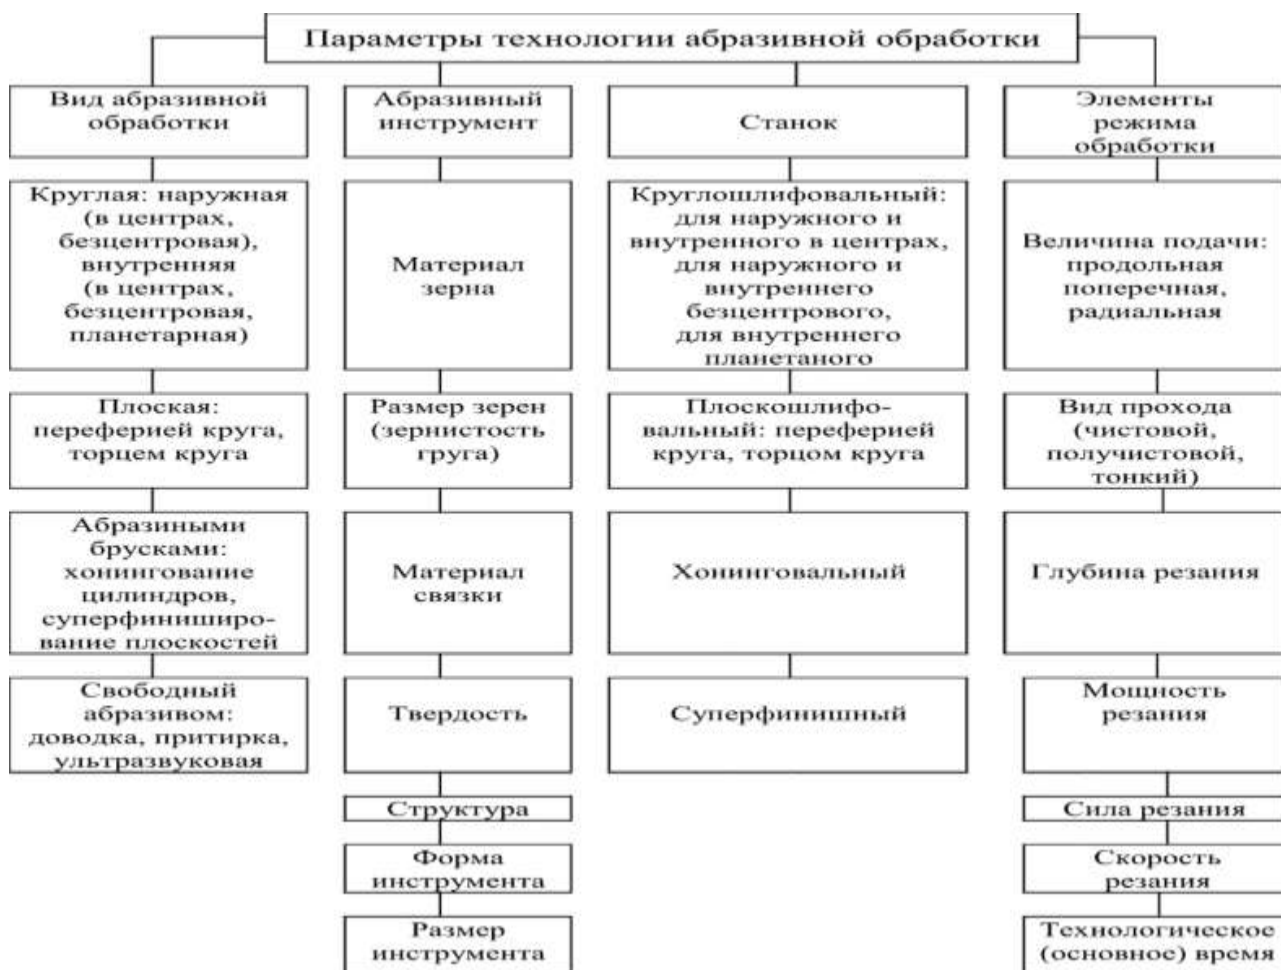 Параметры технологии абразивной обработки
Вид абразивной
обработки
Абразивный
инструмент
Станок
Элементы
режима
обработки
Круглая: наружная
(в центрах,
безцентровая),
внутренняя
(в центрах,
безцентровая,
планетарная)
Материал
зерна
Круглошлифовальный:
для наружного и
внутренного в центрах,
для наружного и
внутреннего
безцентрового,
для внутреннего
планетаного
Величина подачи:
продольная
поперечная,
радиальная
Плоская:
переферией круга,
торцем круга
Размер зерен
(зернистость
груга)
Плоскошлифо-
вальный: переферией
круга, торцом круга
Вид прохода
(чистовой,
получистовой,
тонкий)
Абразиными
брусками:
хонингование
цилиндров,
суперфиниширо-
вание плоскостей
Материал
связки
Хонинговальный
Глубина резания
Свободный
абразивом:
доводка, притирка,
ультразвуковая
Твердость
Суперфинишный
Мощность
резания
Структура
Сила резания
Форма
инструмента
Скорость
резания
Размер
инструмента
Технологическое
(основное) время